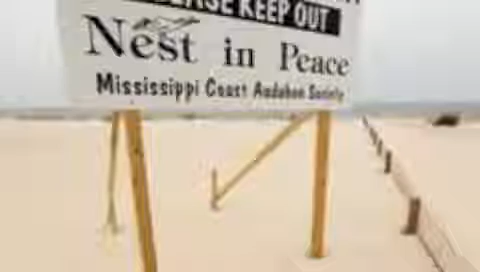 PLEASE KEEP OUT
Nest in Peace
Mississippi Coast Audubon Society